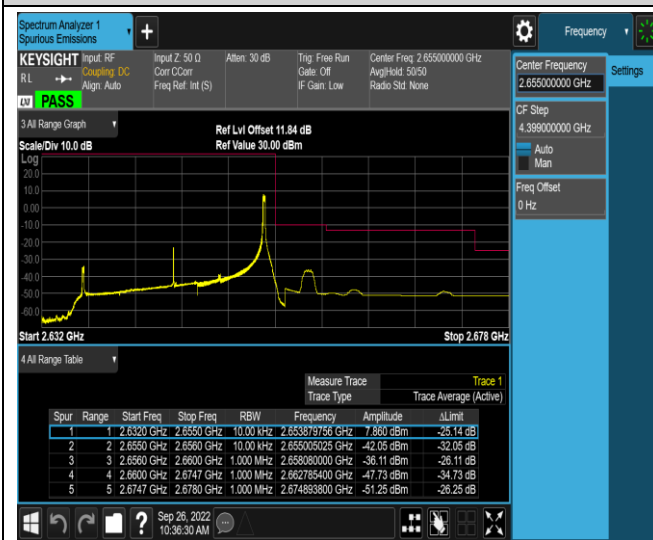 Spectrum Analyzer 1
Spurious Emissions
Frequency
KEYSIGHT Input: RF Input Z: 50 Ω Atten: 30 dB Trig: Free Run Center Freq: 2.655000000 GHz
RL Coupling: DC Corr CCorr Gate: Off Avg|Hold: 50/50
Align: Auto Freq Ref: Int (S) IF Gain: Low Radio Std: None
LXI PASS
Center Frequency
2.655000000 GHz
Settings
CF Step
4.399000000 GHz
Auto
Man
Freq Offset
0 Hz
3 All Range Graph
Ref Lvl Offset 11.84 dB
Scale/Div 10.0 dB Ref Value 30.00 dBm
Log
20.0
10.0
0.00
-10.0
-20.0
-30.0
-40.0
-50.0
-60.0
Start 2.632 GHz Stop 2.678 GHz
4 All Range Table
Measure Trace Trace 1
Trace Type Trace Average (Active)
Spur Range Start Freq Stop Freq RBW Frequency Amplitude ΔLimit
1 1 2.6320 GHz 2.6550 GHz 10.00 kHz 2.653879756 GHz 7.860 dBm -25.14 dB
2 2 2.6550 GHz 2.6560 GHz 10.00 kHz 2.655005025 GHz -42.05 dBm -32.05 dB
3 3 2.6560 GHz 2.6600 GHz 1.000 MHz 2.658080000 GHz -36.11 dBm -26.11 dB
4 4 2.6600 GHz 2.6747 GHz 1.000 MHz 2.662785400 GHz -47.73 dBm -34.73 dB
5 5 2.6747 GHz 2.6780 GHz 1.000 MHz 2.674893800 GHz -51.25 dBm -26.25 dB
Sep 26, 2022
10:36:30 AM